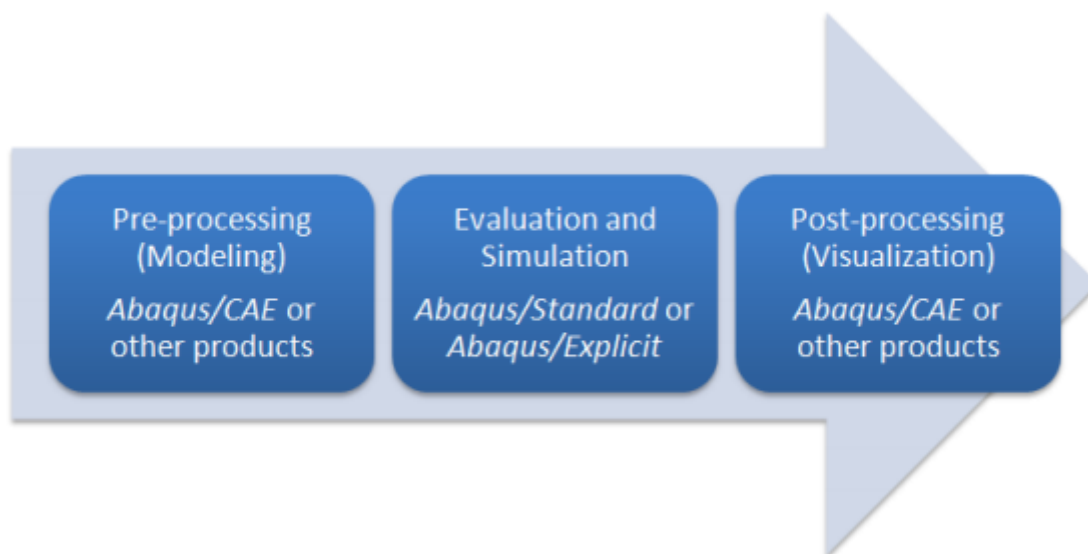 Pre-processing
(Modeling)
Abaqus/CAE or
other products
Evaluation and
Simulation
Abaqus/Standard or
Abaqus/Explicit
Post-processing
(Visualization)
Abaqus/CAE or
other products